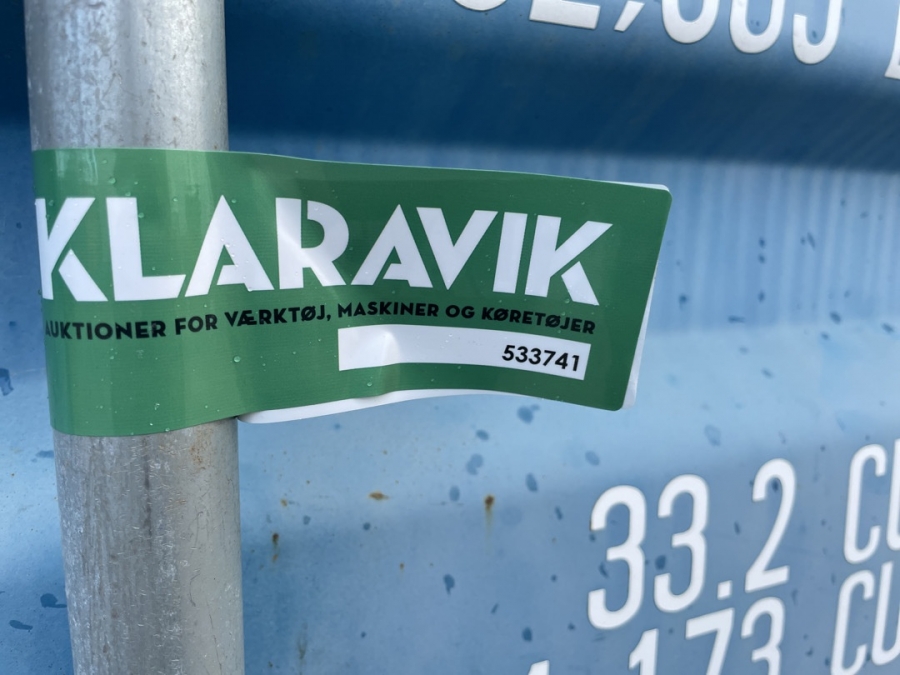 KLARAVIK
AUKTIONER FOR VÆRKTØJ, MASKINER OG KØRETØJER
533741
33.2